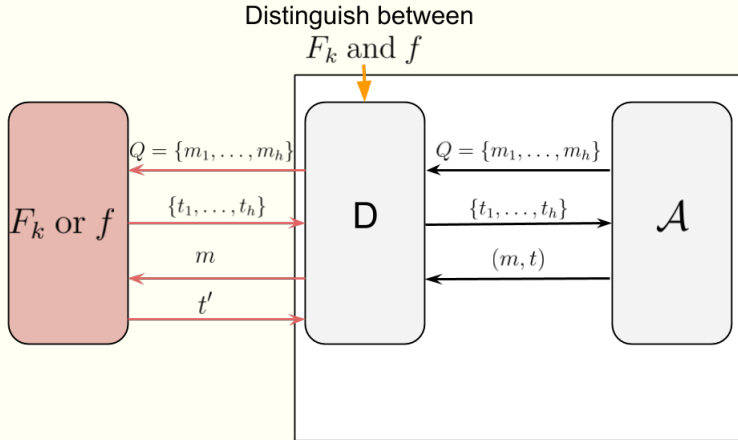 Distinguish between
F_k and f
Q = {m_1, ..., m_h}
{t_1, ..., t_h}
m
t'
F_k or f
D
Q = {m_1, ..., m_h}
{t_1, ..., t_h}
(m, t)
𝒜